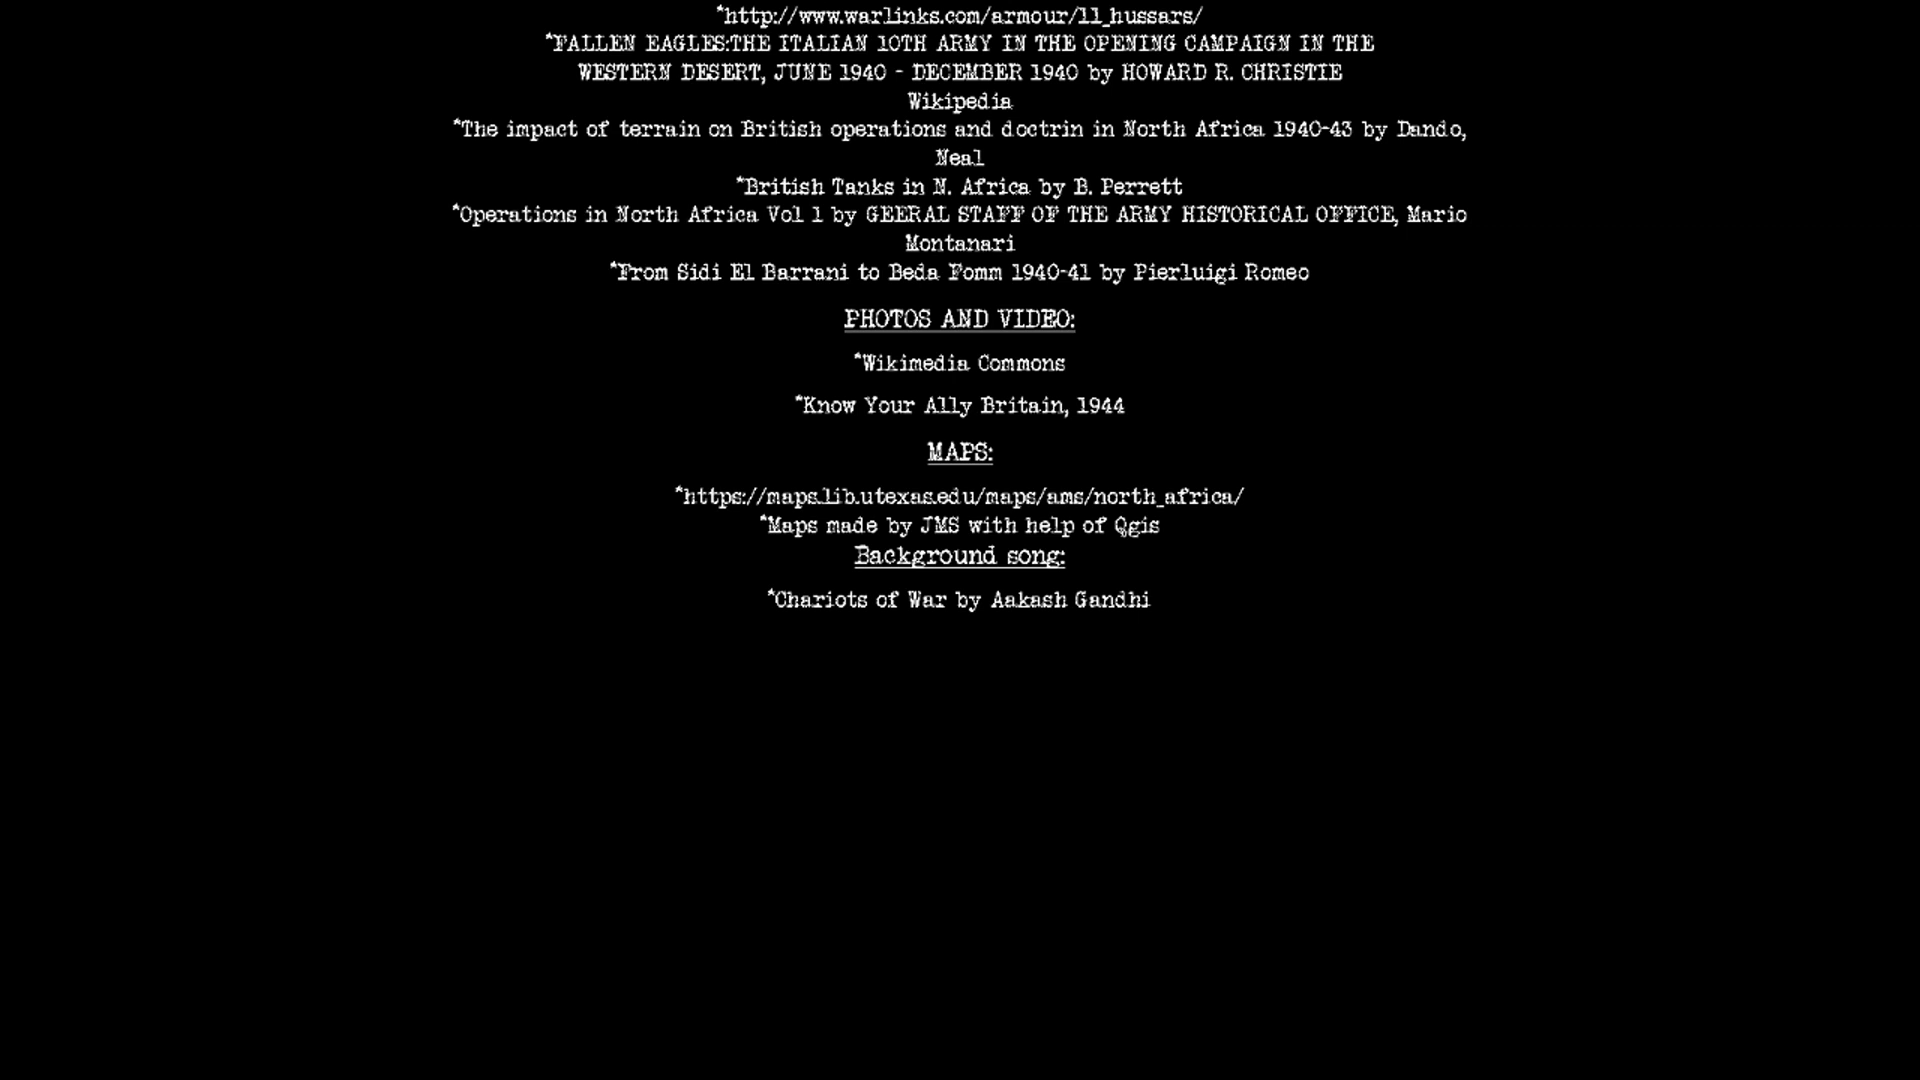 *http://www.warlinks.com/armour/11_hussars/
*FALLEN EAGLES:THE ITALIAN 10TH ARMY IN THE OPENING CAMPAIGN IN THE
WESTERN DESERT, JUNE 1940 - DECEMBER 1940 by HOWARD R. CHRISTIE
Wikipedia
*The impact of terrain on British operations and doctrin in North Africa 1940-43 by Dando,
Neal
*British Tanks in N. Africa by B. Perrett
*Operations in North Africa Vol 1 by GEERAL STAFF OF THE ARMY HISTORICAL OFFICE, Mario
Montanari
*From Sidi El Barrani to Beda Fomm 1940-41 by Pierluigi Romeo
PHOTOS AND VIDEO:
*Wikimedia Commons
*Know Your Ally Britain, 1944
MAPS:
*https://maps.lib.utexas.edu/maps/ams/north_africa/
*Maps made by JMS with help of Qgis
Background song:
*Chariots of War by Aakash Gandhi